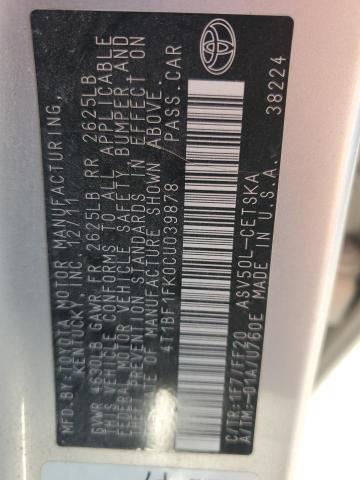 MFD. BY: TOYOTA MOTOR MANUFACTURING,
KENTUCKY, INC. 12/11
GVWR 4630LB GAWR FR 2625LB RR 2625LB
THIS VEHICLE CONFORMS TO ALL APPLICABLE
FEDERAL MOTOR VEHICLE SAFETY, BUMPER AND
THEFT PREVENTION STANDARDS IN EFFECT ON
THE DATE OF MANUFACTURE SHOWN ABOVE.
4T1BF1FK0CU039878 PASS.CAR
C/TR:1F7/FF20 ASV50L-CETSKA
A/TM:-01A/U760E
38224